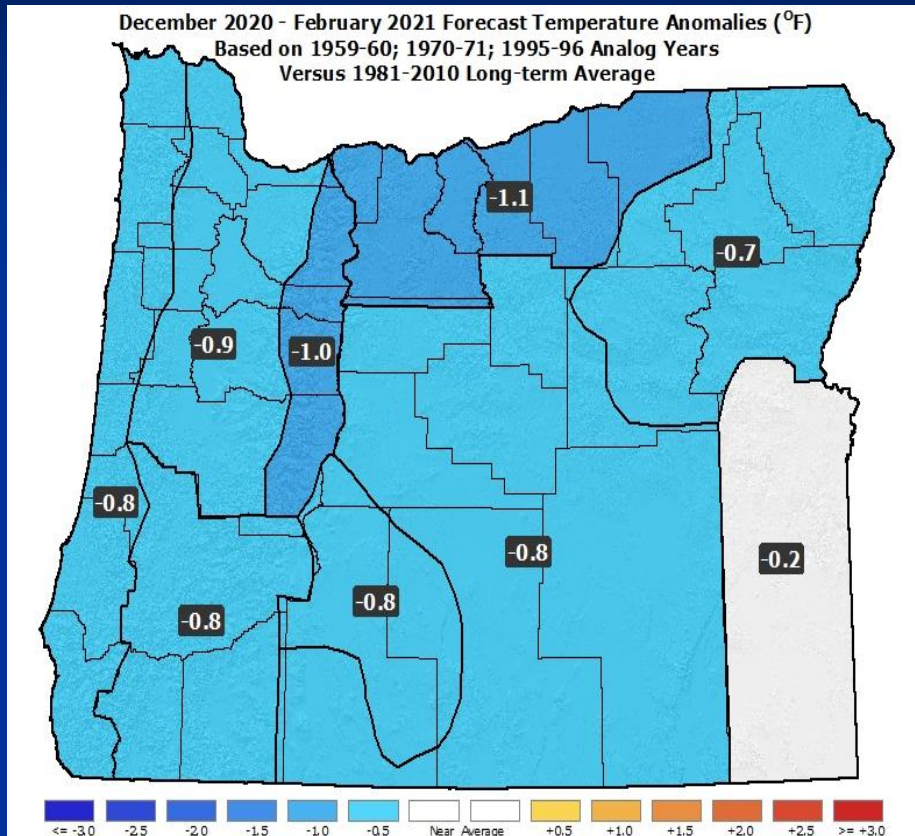 December 2020 - February 2021 Forecast Temperature Anomalies (ºF)
Based on 1959-60; 1970-71; 1995-96 Analog Years
Versus 1981-2010 Long-term Average
-1.1
-0.7
-0.9
-1.0
-0.8
-0.8
-0.2
-0.8
-0.8
<= -3.0 -2.5 -2.0 -1.5 -1.0 -0.5 Near Average +0.5 +1.0 +1.5 +2.0 +2.5 >= +3.0